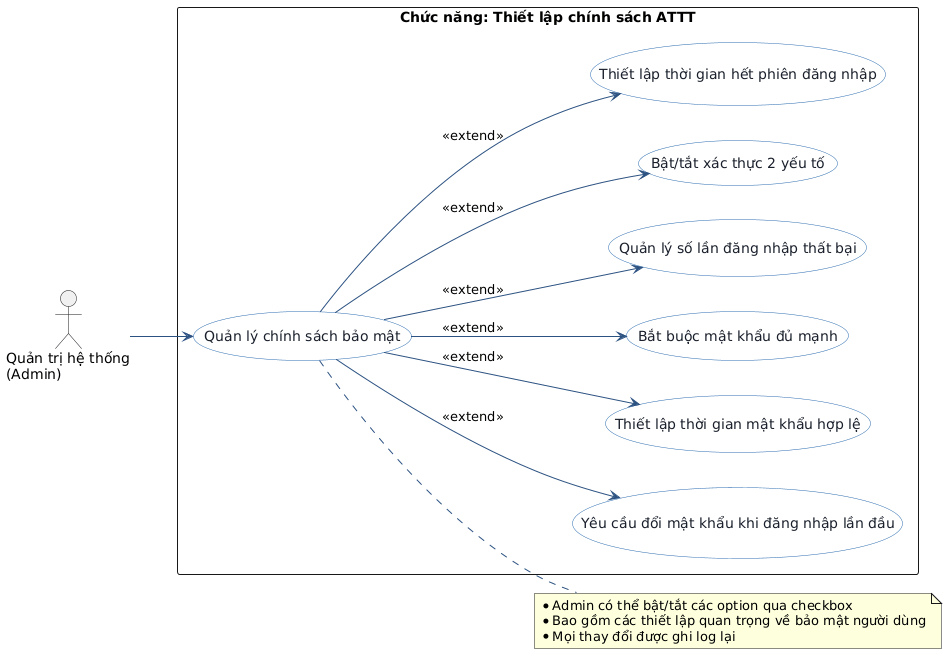 Chức năng: Thiết lập chính sách ATTT
Thiết lập thời gian hết phiên đăng nhập
«extend»
Bật/tắt xác thực 2 yếu tố
«extend»
Quản lý số lần đăng nhập thất bại
«extend»
Quản trị hệ thống
(Admin)
Quản lý chính sách bảo mật
«extend»
Bắt buộc mật khẩu đủ mạnh
«extend»
Thiết lập thời gian mật khẩu hợp lệ
«extend»
Yêu cầu đổi mật khẩu khi đăng nhập lần đầu
• Admin có thể bật/tắt các option qua checkbox
• Bao gồm các thiết lập quan trọng về bảo mật người dùng
• Mọi thay đổi được ghi log lại